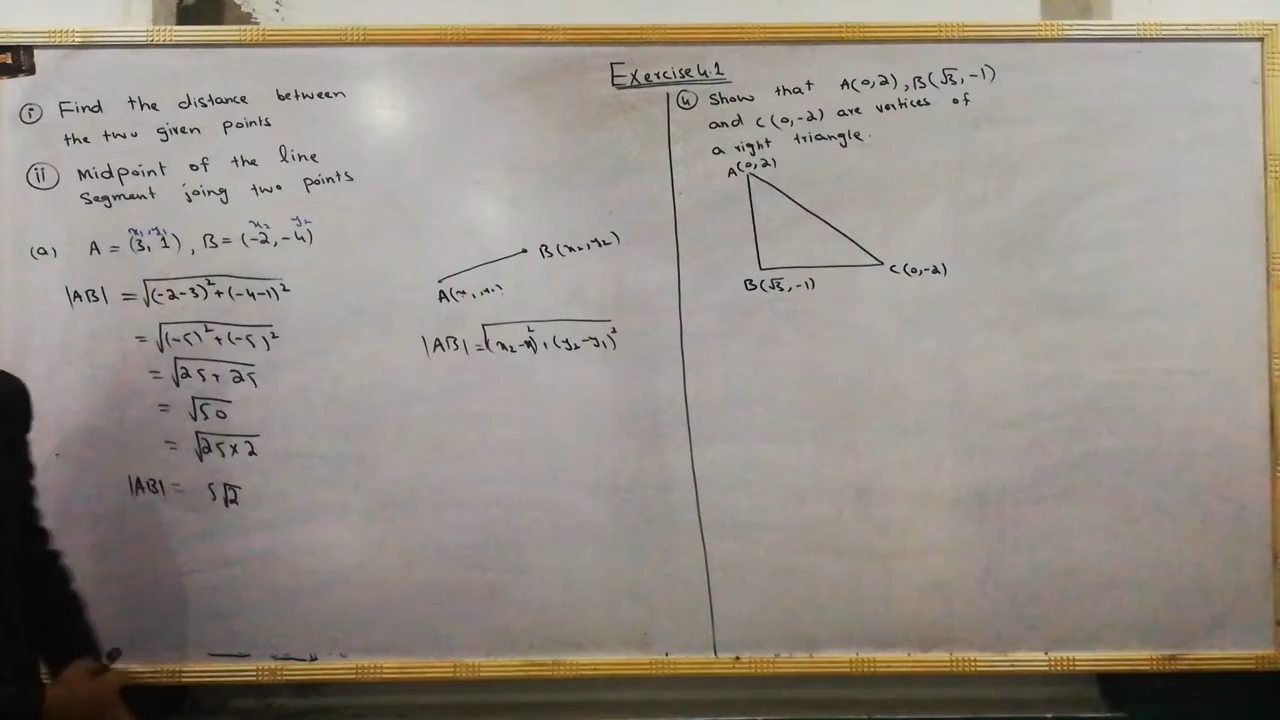 Exercise 4.1
(i) Find the distance between
the two given points
(ii) Midpoint of the line
Segment joing two points
x₁, y₁ x₂ y₂
(a) A = (3, 1), B = (-2, -4)
|AB| = √(-2-3)² + (-4-1)²
= √(-5)² + (-5)²
= √25 + 25
= √50
= √25 × 2
|AB| = 5√2
B(x₂, y₂)
A(x₁, y₁)
|AB| = √(x₂-x₁)² + (y₂-y₁)²
(4) Show that A(0,2), B(√3, -1)
and C(0,-2) are vertices of
a right triangle.
A(0,2)
C(0,-2)
B(√3, -1)